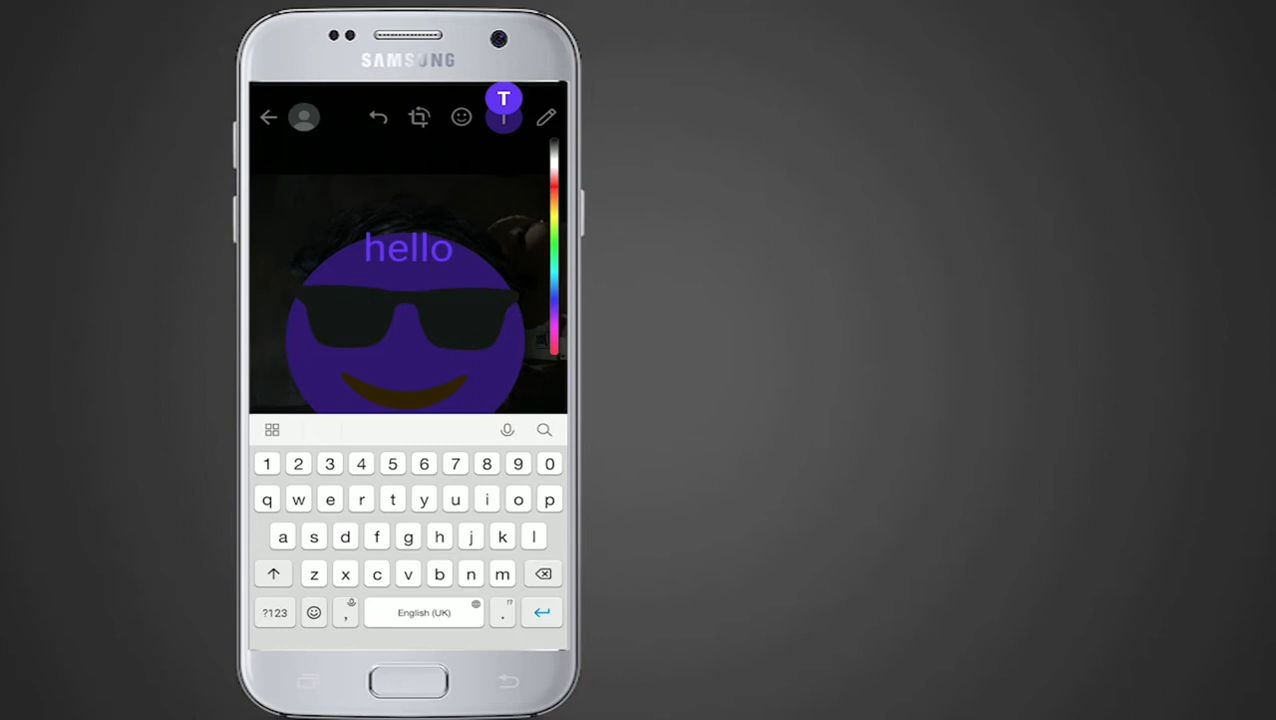 SAMSUNG
T
hello
1 2 3 4 5 6 7 8 9 0
q w e r t y u i o p
a s d f g h j k l
z x c v b n m
?123 , English (UK) . !?